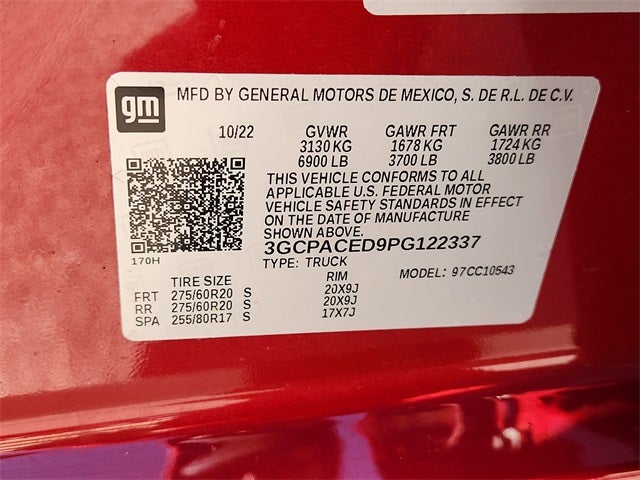 gm
MFD BY GENERAL MOTORS DE MEXICO, S. DE R.L. DE C.V.
10/22 GVWR GAWR FRT GAWR RR
3130 KG 1678 KG 1724 KG
6900 LB 3700 LB 3800 LB
THIS VEHICLE CONFORMS TO ALL
APPLICABLE U.S. FEDERAL MOTOR
VEHICLE SAFETY STANDARDS IN EFFECT
ON THE DATE OF MANUFACTURE
SHOWN ABOVE.
3GCPACED9PG122337
170H
TYPE: TRUCK
MODEL: 97CC10543
TIRE SIZE RIM
FRT 275/60R20 S 20X9J
RR 275/60R20 S 20X9J
SPA 255/80R17 S 17X7J